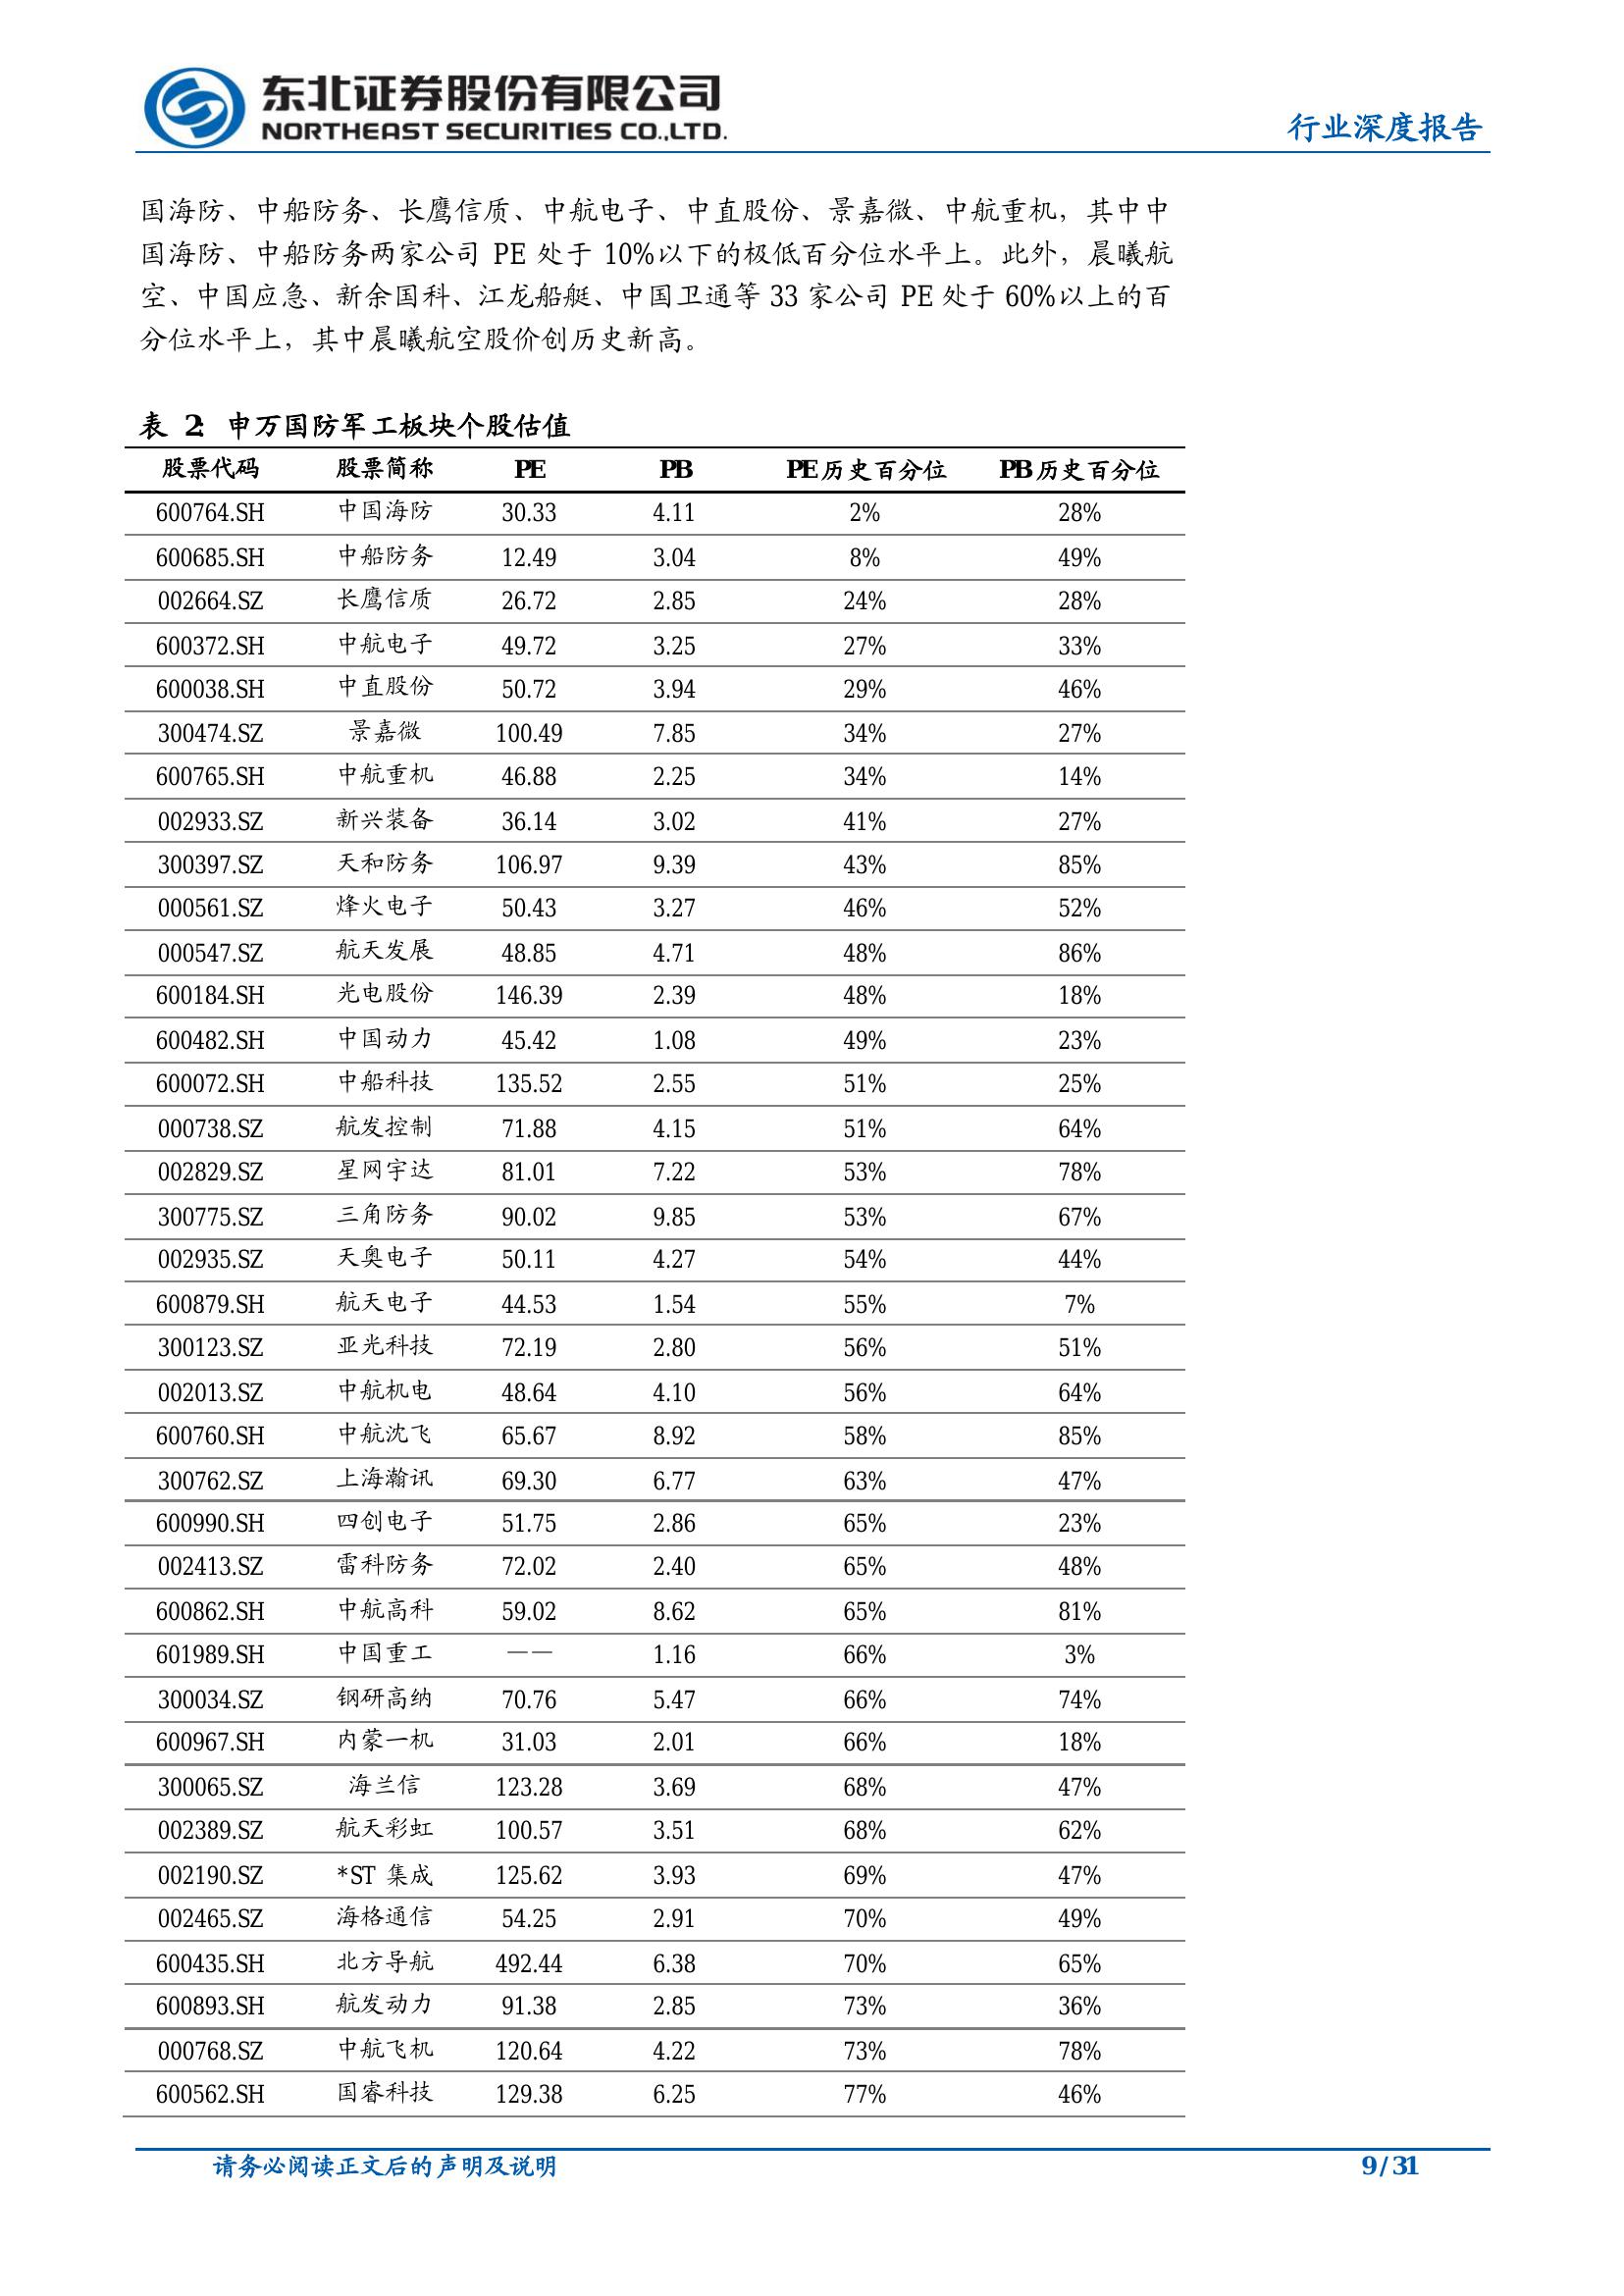 东北证券股份有限公司
NORTHEAST SECURITIES CO.,LTD.
行业深度报告
国海防、中船防务、长鹰信质、中航电子、中直股份、景嘉微、中航重机，其中中
国海防、中船防务两家公司 PE 处于 10%以下的极低百分位水平上。此外，晨曦航
空、中国应急、新余国科、江龙船艇、中国卫通等 33 家公司 PE 处于 60%以上的百
分位水平上，其中晨曦航空股价创历史新高。
表 2: 申万国防军工板块个股估值
股票代码 股票简称 PE PB PE 历史百分位 PB 历史百分位
600764.SH 中国海防 30.33 4.11 2% 28%
600685.SH 中船防务 12.49 3.04 8% 49%
002664.SZ 长鹰信质 26.72 2.85 24% 28%
600372.SH 中航电子 49.72 3.25 27% 33%
600038.SH 中直股份 50.72 3.94 29% 46%
300474.SZ 景嘉微 100.49 7.85 34% 27%
600765.SH 中航重机 46.88 2.25 34% 14%
002933.SZ 新兴装备 36.14 3.02 41% 27%
300397.SZ 天和防务 106.97 9.39 43% 85%
000561.SZ 烽火电子 50.43 3.27 46% 52%
000547.SZ 航天发展 48.85 4.71 48% 86%
600184.SH 光电股份 146.39 2.39 48% 18%
600482.SH 中国动力 45.42 1.08 49% 23%
600072.SH 中船科技 135.52 2.55 51% 25%
000738.SZ 航发控制 71.88 4.15 51% 64%
002829.SZ 星网宇达 81.01 7.22 53% 78%
300775.SZ 三角防务 90.02 9.85 53% 67%
002935.SZ 天奥电子 50.11 4.27 54% 44%
600879.SH 航天电子 44.53 1.54 55% 7%
300123.SZ 亚光科技 72.19 2.80 56% 51%
002013.SZ 中航机电 48.64 4.10 56% 64%
600760.SH 中航沈飞 65.67 8.92 58% 85%
300762.SZ 上海瀚讯 69.30 6.77 63% 47%
600990.SH 四创电子 51.75 2.86 65% 23%
002413.SZ 雷科防务 72.02 2.40 65% 48%
600862.SH 中航高科 59.02 8.62 65% 81%
601989.SH 中国重工 —— 1.16 66% 3%
300034.SZ 钢研高纳 70.76 5.47 66% 74%
600967.SH 内蒙一机 31.03 2.01 66% 18%
300065.SZ 海兰信 123.28 3.69 68% 47%
002389.SZ 航天彩虹 100.57 3.51 68% 62%
002190.SZ *ST 集成 125.62 3.93 69% 47%
002465.SZ 海格通信 54.25 2.91 70% 49%
600435.SH 北方导航 492.44 6.38 70% 65%
600893.SH 航发动力 91.38 2.85 73% 36%
000768.SZ 中航飞机 120.64 4.22 73% 78%
600562.SH 国睿科技 129.38 6.25 77% 46%
请务必阅读正文后的声明及说明 9 / 31